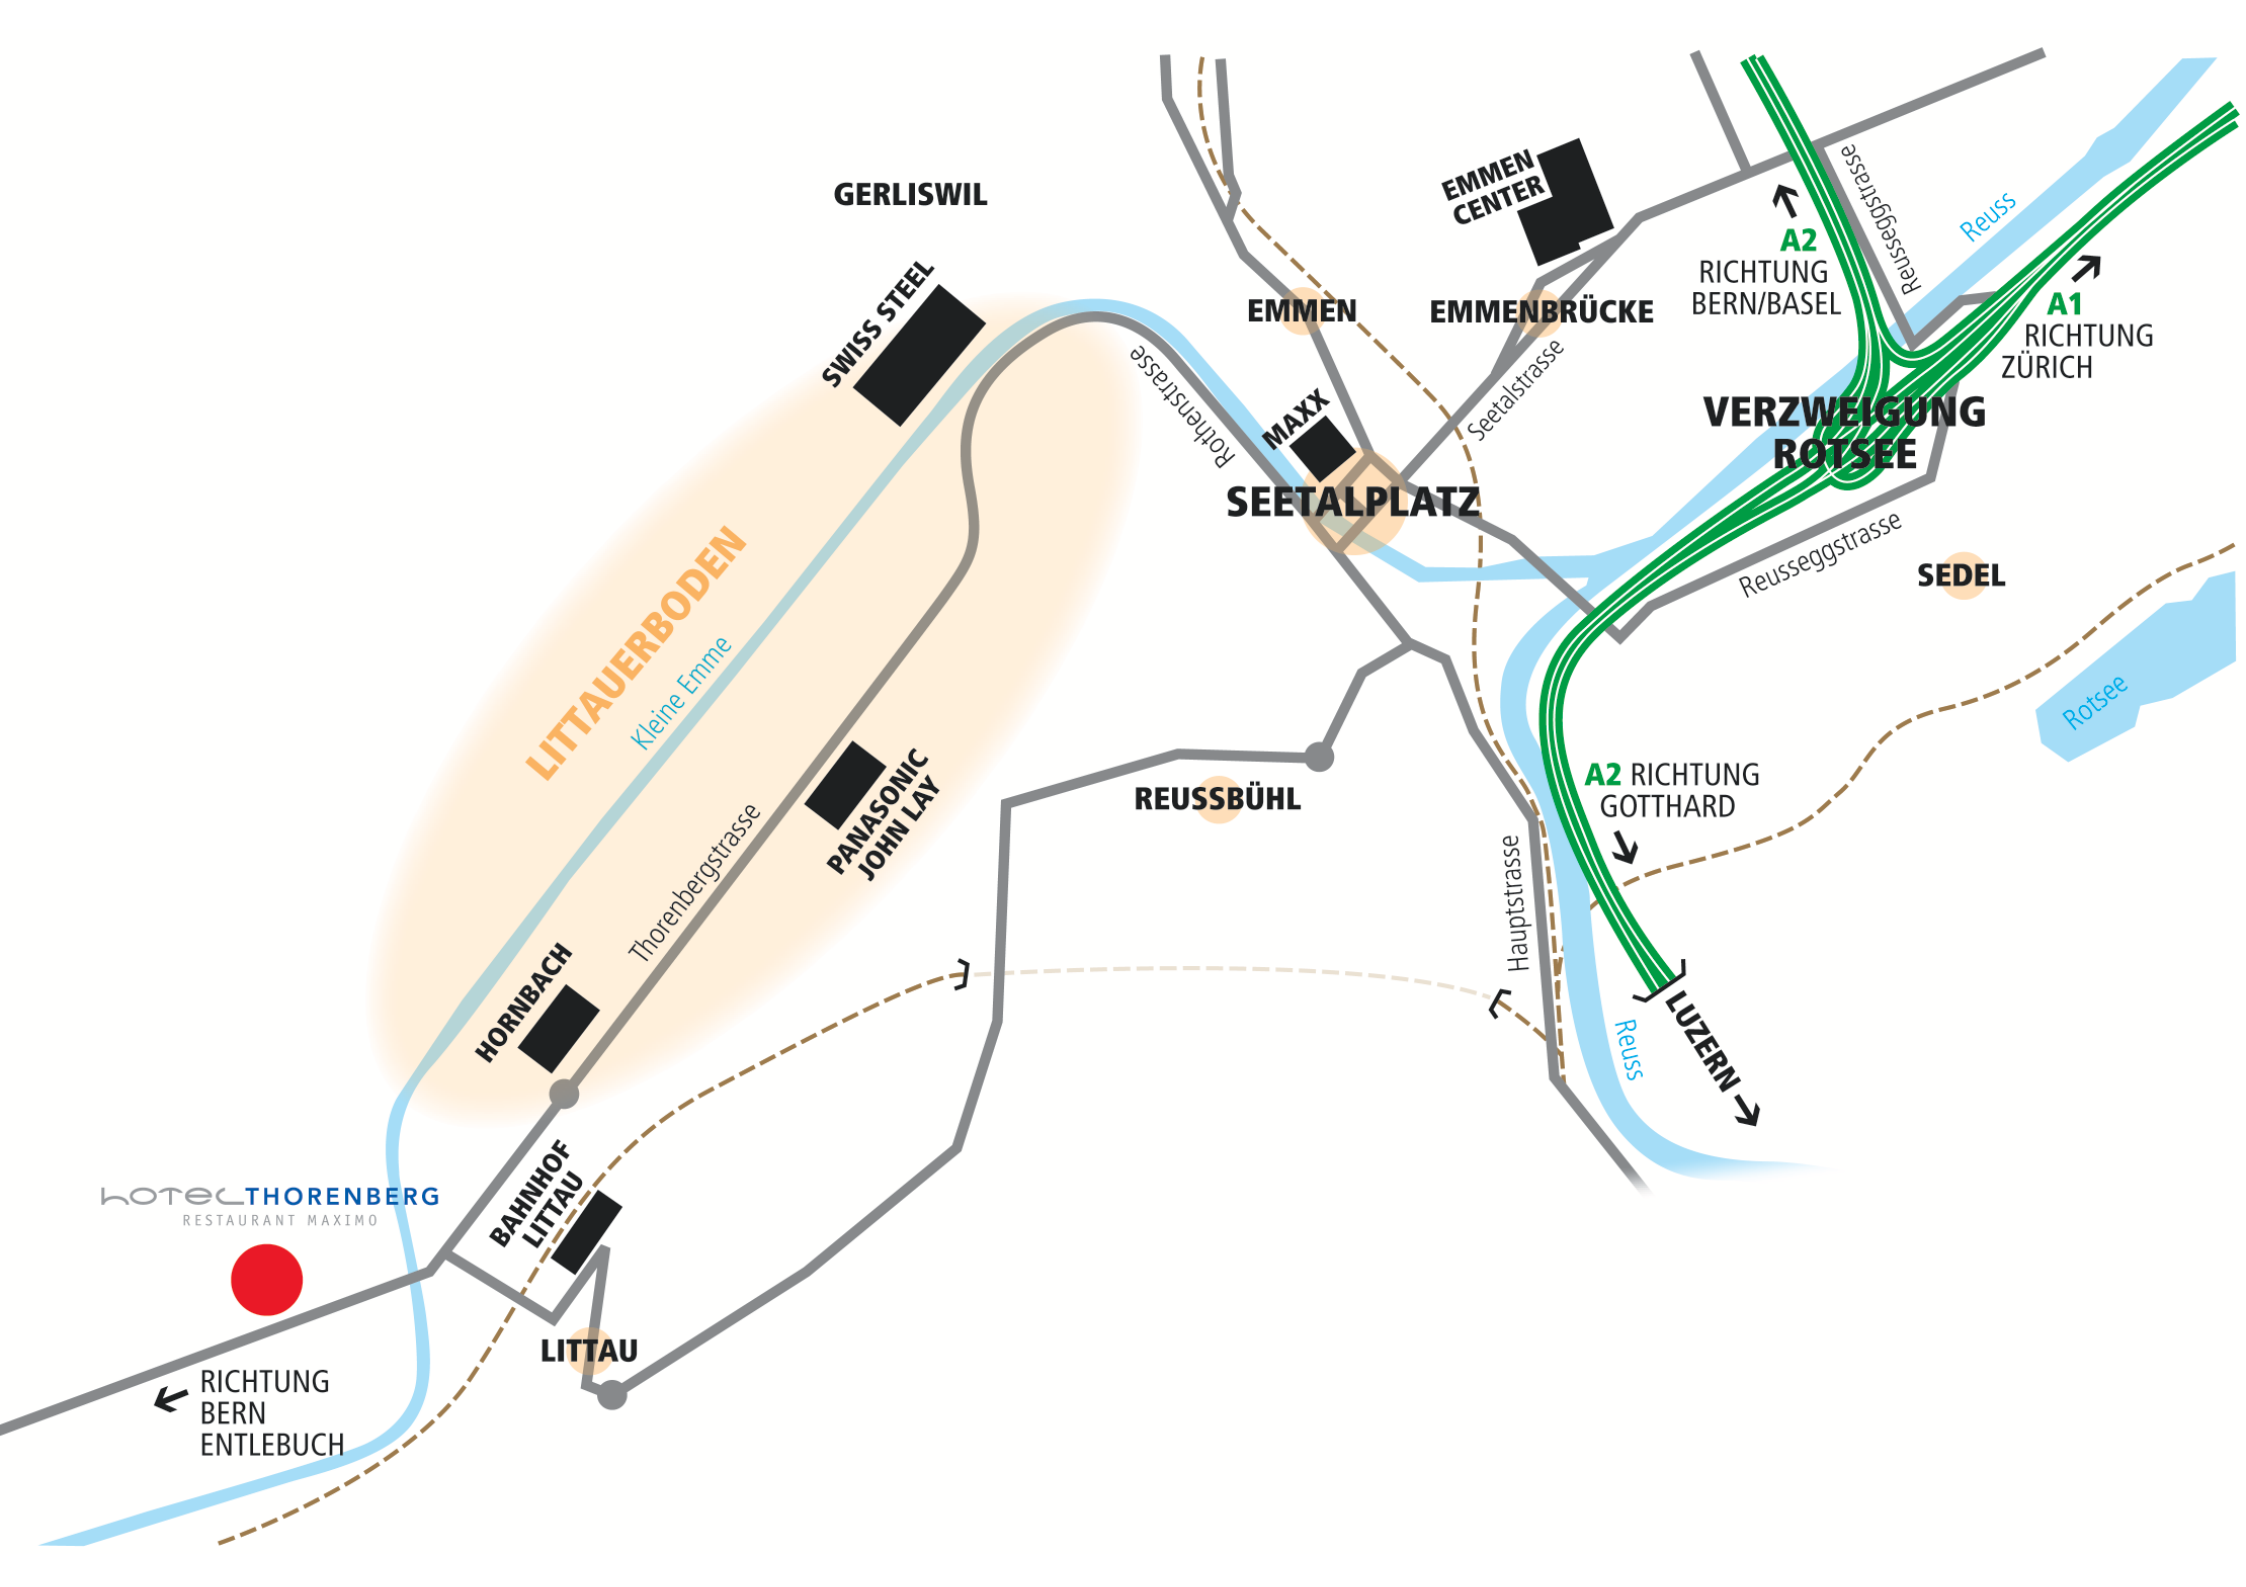 GERLISWIL
SWISS STEEL
EMMEN
CENTER
EMMEN
EMMENBRÜCKE
A2
RICHTUNG
BERN/BASEL
Reusseggstrasse
Reuss
A1
RICHTUNG
ZÜRICH
Rothenstrasse
MAXX
Seetalstrasse
VERZWEIGUNG
ROTSEE
SEETALPLATZ
Reusseggstrasse
SEDEL
LITTAUERBODEN
Kleine Emme
Rotsee
PANASONIC
JOHN LAY
Thorenbergstrasse
REUSSBÜHL
A2 RICHTUNG
GOTTHARD
Hauptstrasse
HORNBACH
LUZERN
Reuss
BAHNHOF
LITTAU
HOTEL THORENBERG
RESTAURANT MAXIMO
LITTAU
RICHTUNG
BERN
ENTLEBUCH